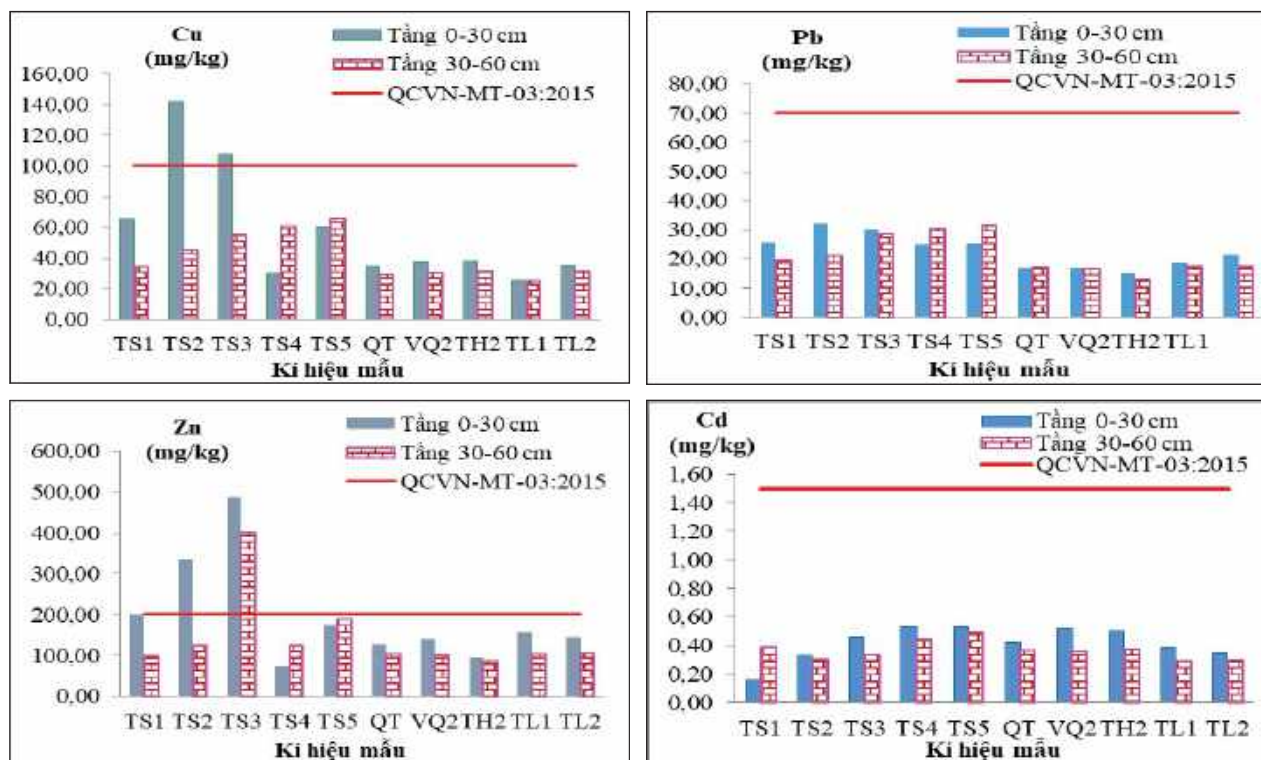 Cu
(mg/kg)
Tầng 0-30 cm
Tầng 30-60 cm
QCVN-MT-03:2015
160,00
140,00
120,00
100,00
80,00
60,00
40,00
20,00
0,00
TS1 TS2 TS3 TS4 TS5 QT VQ2 TH2 TL1 TL2
Kí hiệu mẫu
Pb
(mg/kg)
Tầng 0-30 cm
Tầng 30-60 cm
QCVN-MT-03:2015
80,00
70,00
60,00
50,00
40,00
30,00
20,00
10,00
0,00
TS1 TS2 TS3 TS4 TS5 QT VQ2 TH2 TL1
Kí hiệu mẫu
Zn
(mg/kg)
Tầng 0-30 cm
Tầng 30-60 cm
QCVN-MT-03:2015
600,00
500,00
400,00
300,00
200,00
100,00
0,00
TS1 TS2 TS3 TS4 TS5 QT VQ2 TH2 TL1 TL2
Kí hiệu mẫu
Cd
(mg/kg)
Tầng 0-30 cm
Tầng 30-60 cm
QCVN-MT-03:2015
1,60
1,40
1,20
1,00
0,80
0,60
0,40
0,20
0,00
TS1 TS2 TS3 TS4 TS5 QT VQ2 TH2 TL1 TL2
Kí hiệu mẫu